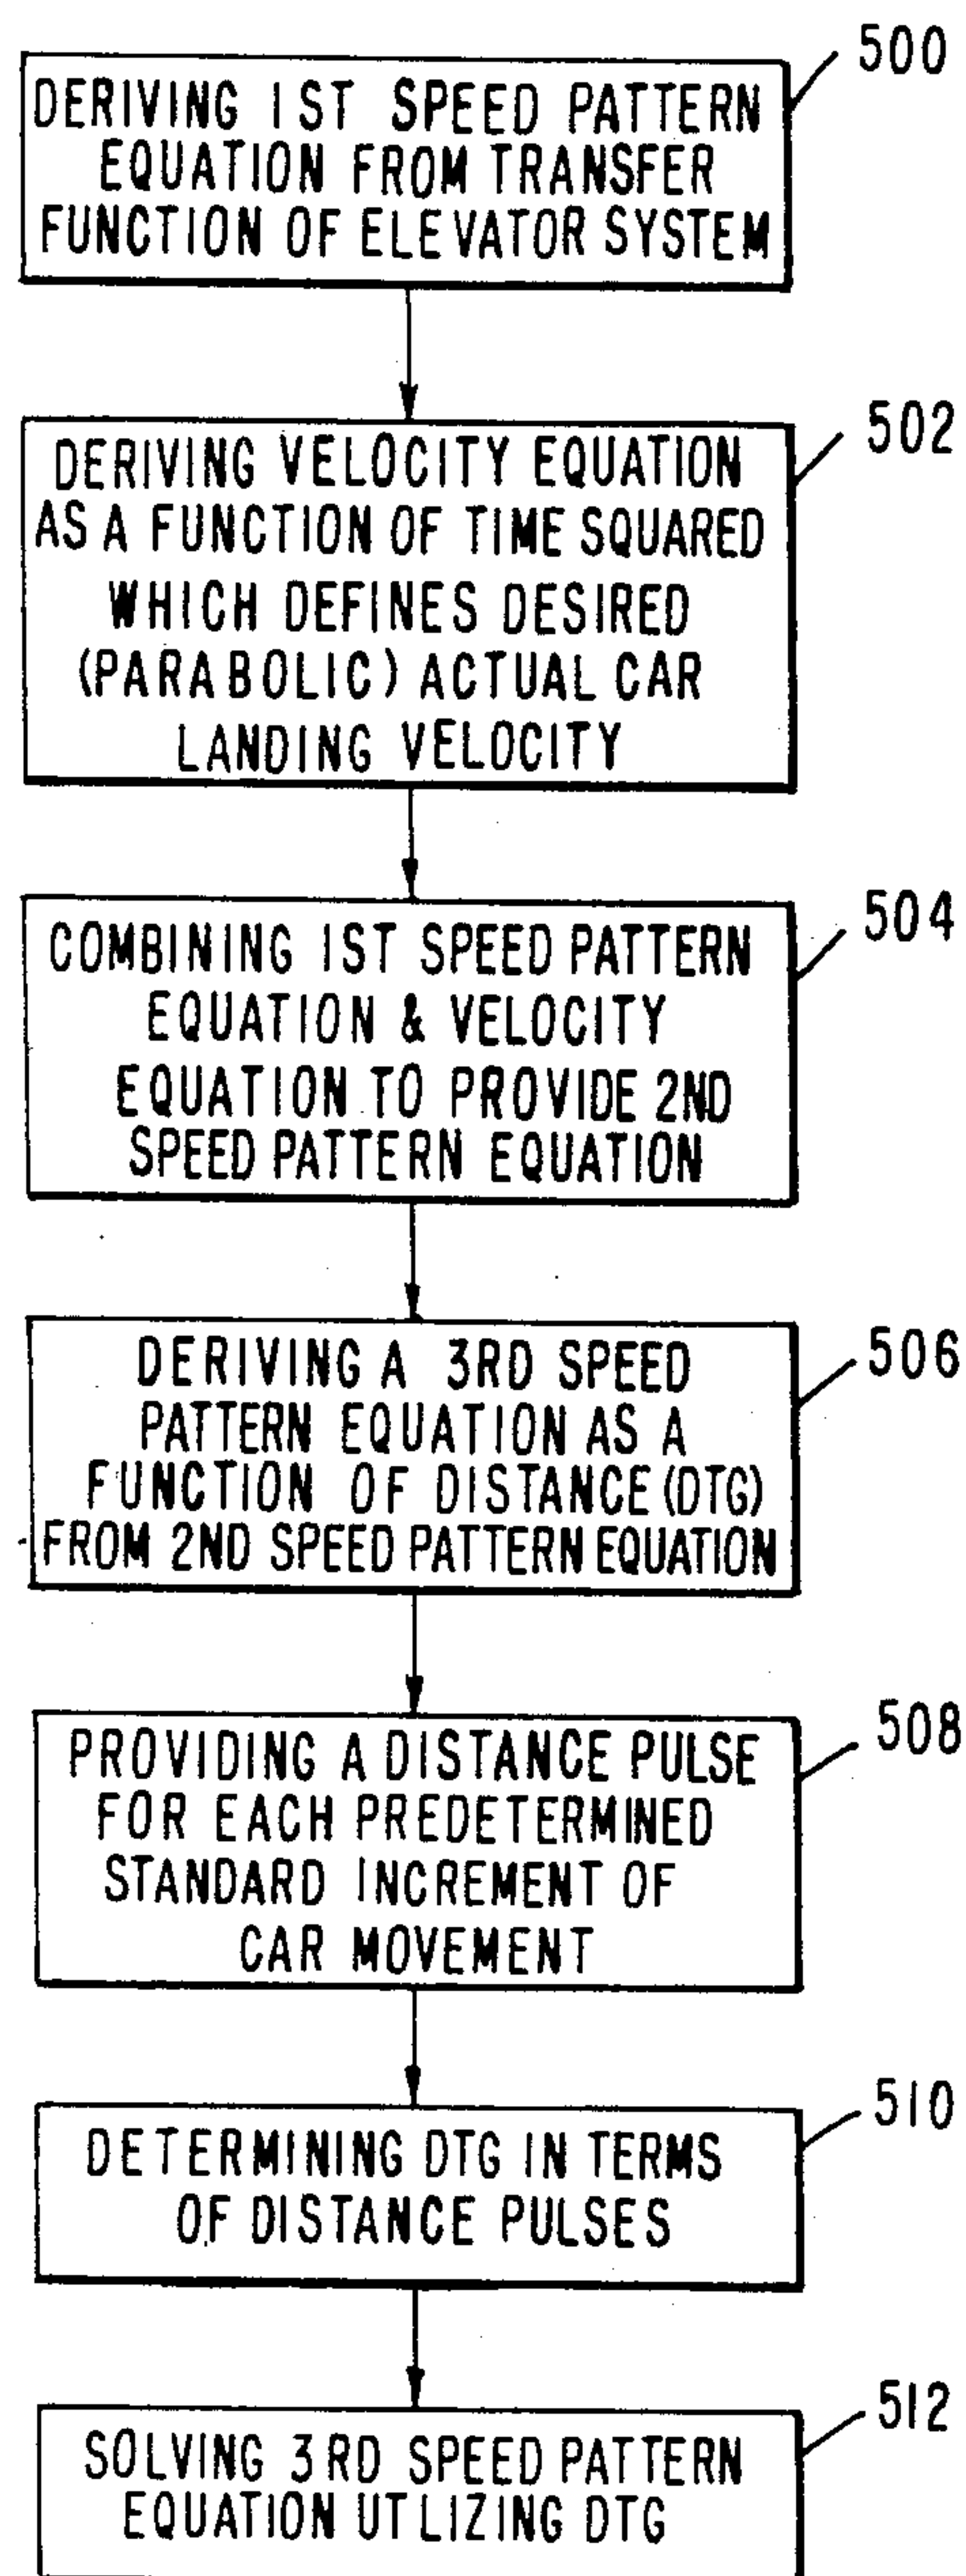 500
DERIVING 1ST SPEED PATTERN
EQUATION FROM TRANSFER
FUNCTION OF ELEVATOR SYSTEM
502
DERIVING VELOCITY EQUATION
AS A FUNCTION OF TIME SQUARED
WHICH DEFINES DESIRED
(PARABOLIC) ACTUAL CAR
LANDING VELOCITY
504
COMBINING 1ST SPEED PATTERN
EQUATION & VELOCITY
EQUATION TO PROVIDE 2ND
SPEED PATTERN EQUATION
506
DERIVING A 3RD SPEED
PATTERN EQUATION AS A
FUNCTION OF DISTANCE (DTG)
FROM 2ND SPEED PATTERN EQUATION
508
PROVIDING A DISTANCE PULSE
FOR EACH PREDETERMINED
STANDARD INCREMENT OF
CAR MOVEMENT
510
DETERMINING DTG IN TERMS
OF DISTANCE PULSES
512
SOLVING 3RD SPEED PATTERN
EQUATION UTLIZING DTG